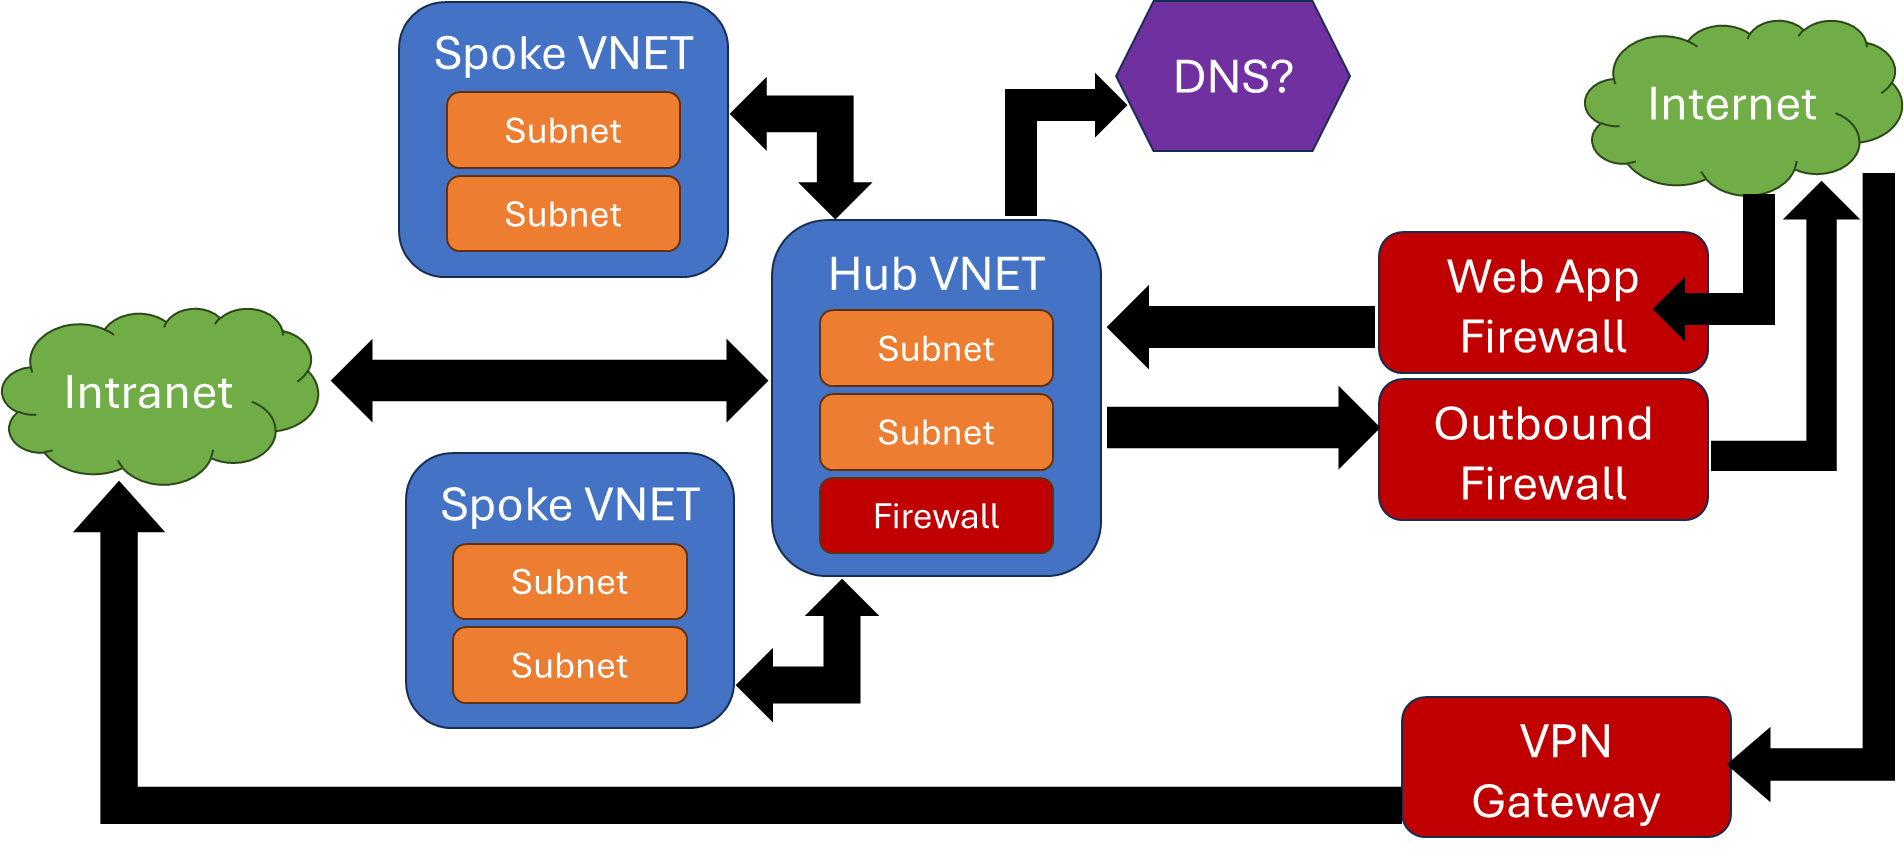 Spoke VNET
Subnet
Subnet
DNS?
Internet
Hub VNET
Subnet
Subnet
Firewall
Web App
Firewall
Outbound
Firewall
Intranet
Spoke VNET
Subnet
Subnet
VPN
Gateway